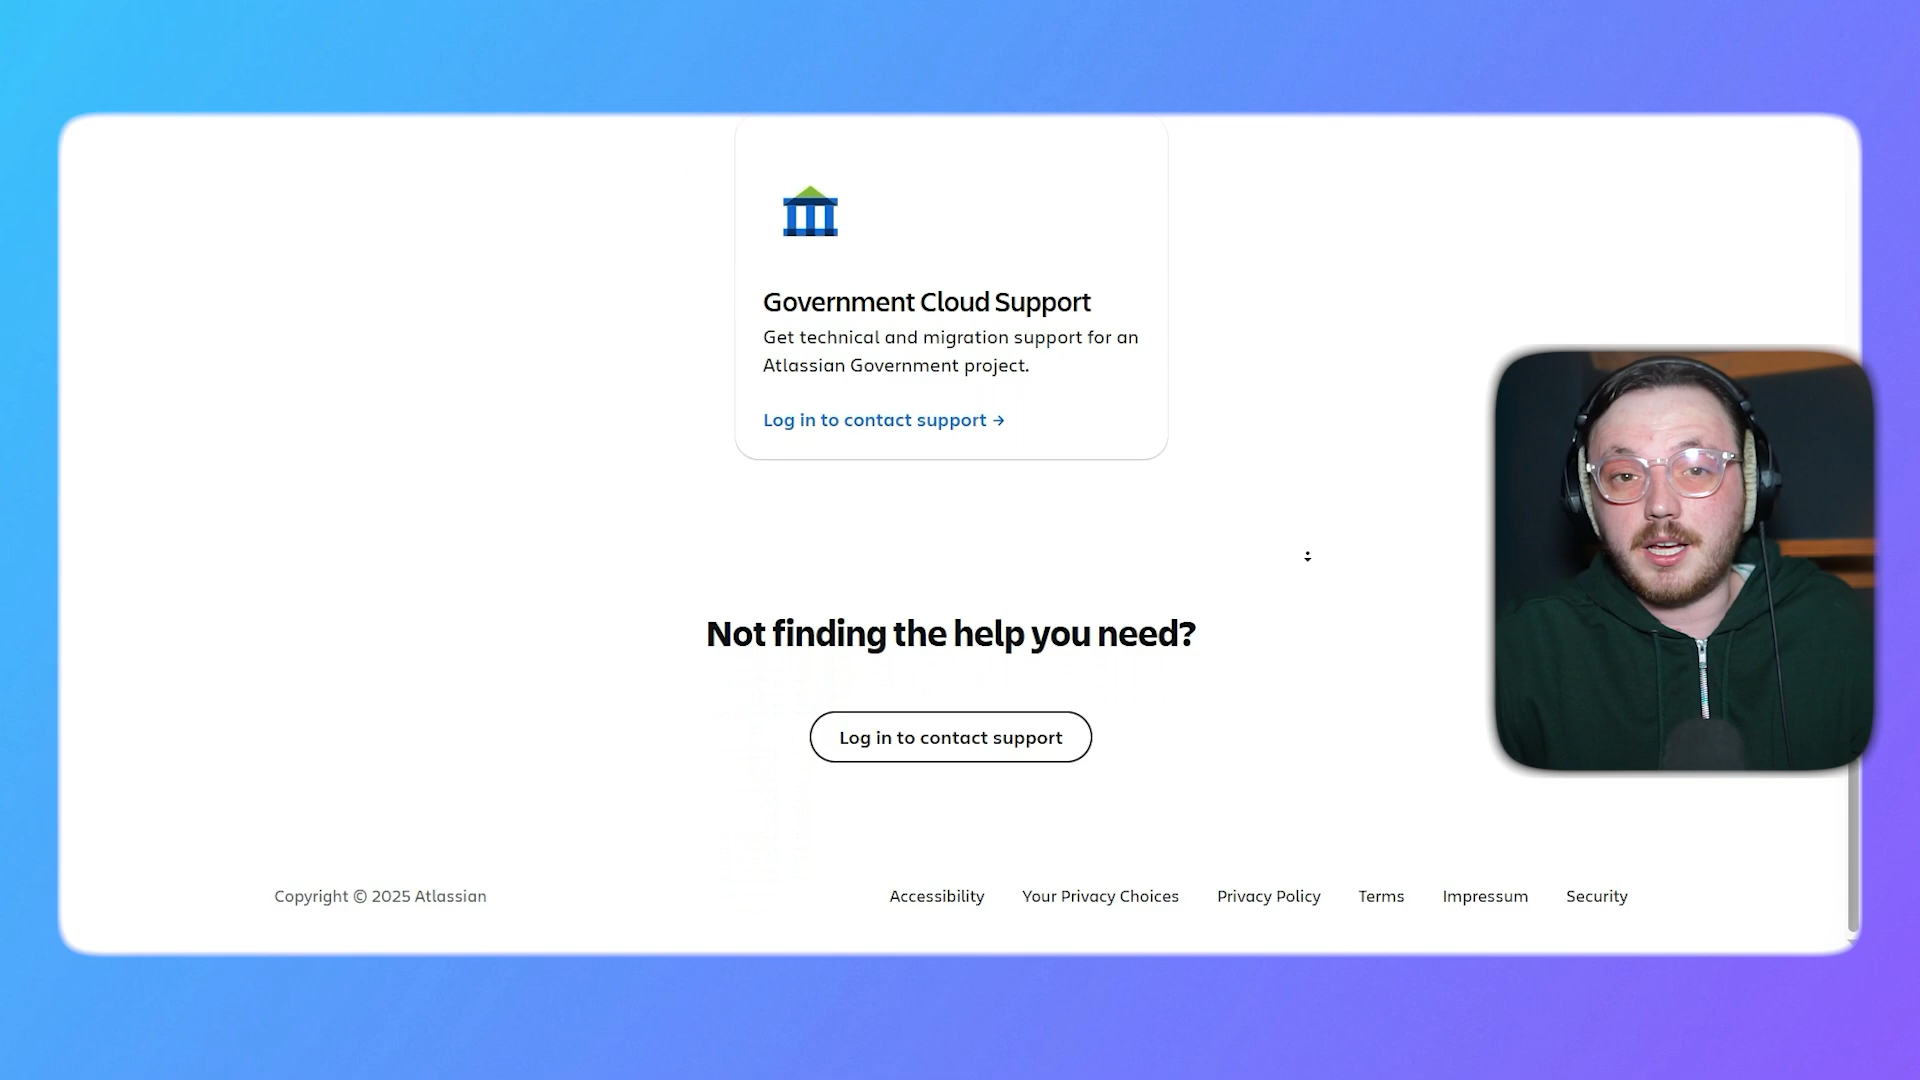 Government Cloud Support
Get technical and migration support for an
Atlassian Government project.
Log in to contact support →
Not finding the help you need?
Log in to contact support
Copyright © 2025 Atlassian
Accessibility
Your Privacy Choices
Privacy Policy
Terms
Impressum
Security